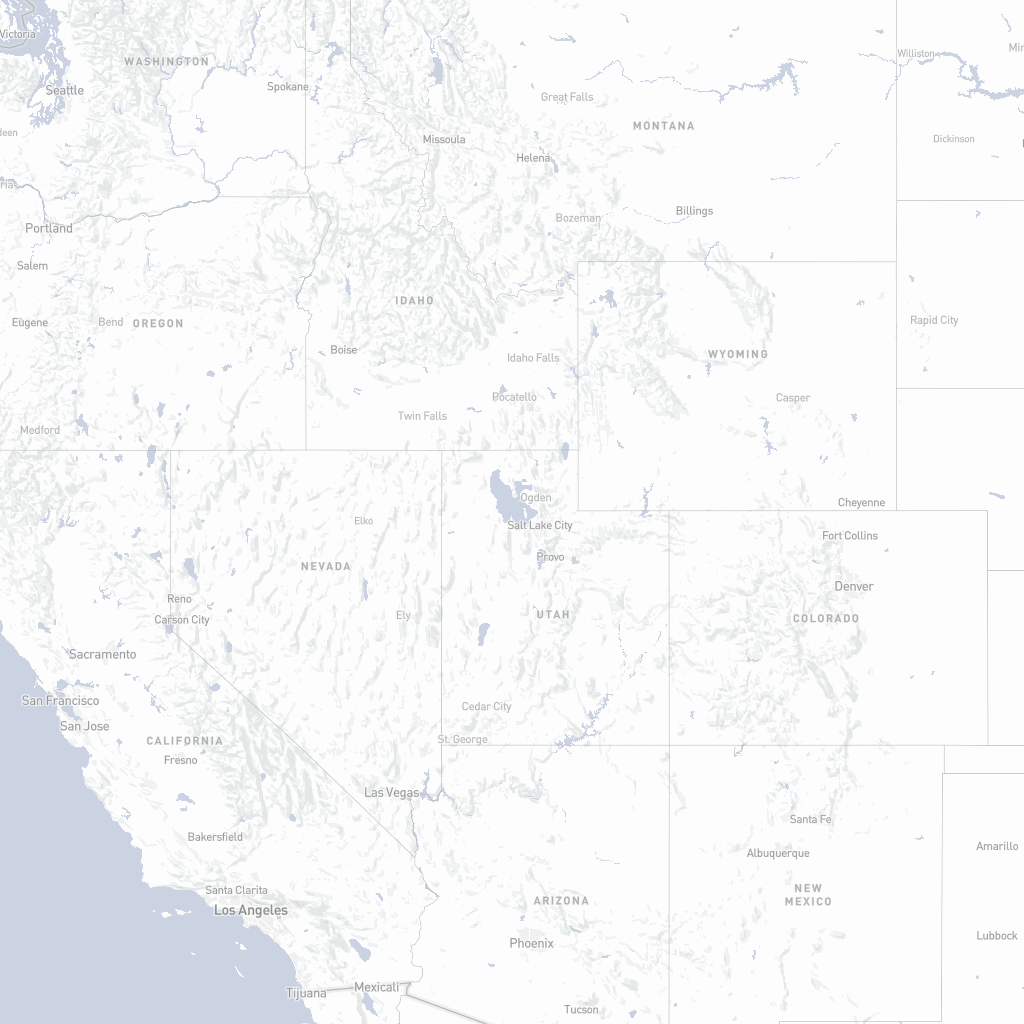 Victoria
WASHINGTON
Williston
Seattle
Spokane
Great Falls
MONTANA
Missoula
Dickinson
Helena
Billings
Bozeman
Portland
Salem
IDAHO
Eugene
Bend
OREGON
Rapid City
Boise
Idaho Falls
WYOMING
Pocatello
Casper
Twin Falls
Medford
Ogden
Cheyenne
Elko
Salt Lake City
Fort Collins
Provo
NEVADA
Denver
Reno
Ely
UTAH
Carson City
COLORADO
Sacramento
San Francisco
Cedar City
San Jose
CALIFORNIA
St. George
Fresno
Las Vegas
Santa Fe
Bakersfield
Amarillo
Albuquerque
Santa Clarita
NEW
MEXICO
ARIZONA
Los Angeles
Phoenix
Lubbock
Tijuana
Mexicali
Tucson